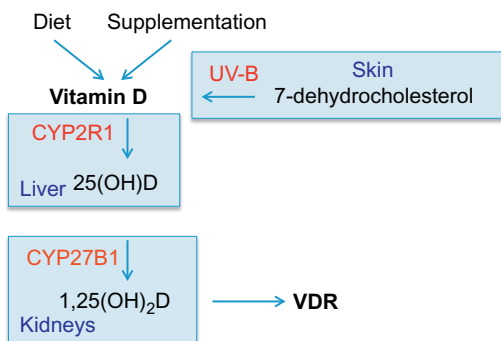 Diet Supplementation
UV-B Skin
Vitamin D 7-dehydrocholesterol
CYP2R1
Liver 25(OH)D
CYP27B1
1,25(OH)₂D VDR
Kidneys